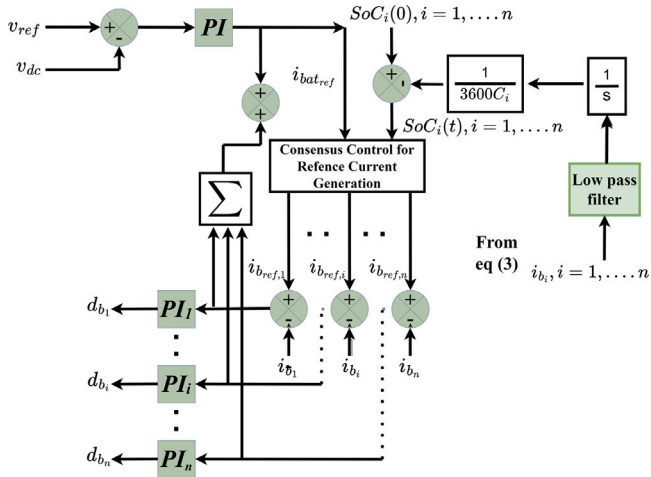 v_ref
+
-
PI
v_dc
SoC_i(0), i = 1, .... n
+
-
1
3600C_i
1
s
i_bat_ref
+
+
SoC_i(t), i = 1, .... n
Consensus Control for
Refence Current
Generation
Low pass
filter
Σ
From
eq (3)
i_b_i, i = 1, .... n
i_b_ref,1
i_b_ref,i
i_b_ref,n
d_b_1
PI_1
+
-
+
-
+
-
i_b_1
i_b_i
i_b_n
d_b_i
PI_i
d_b_n
PI_n